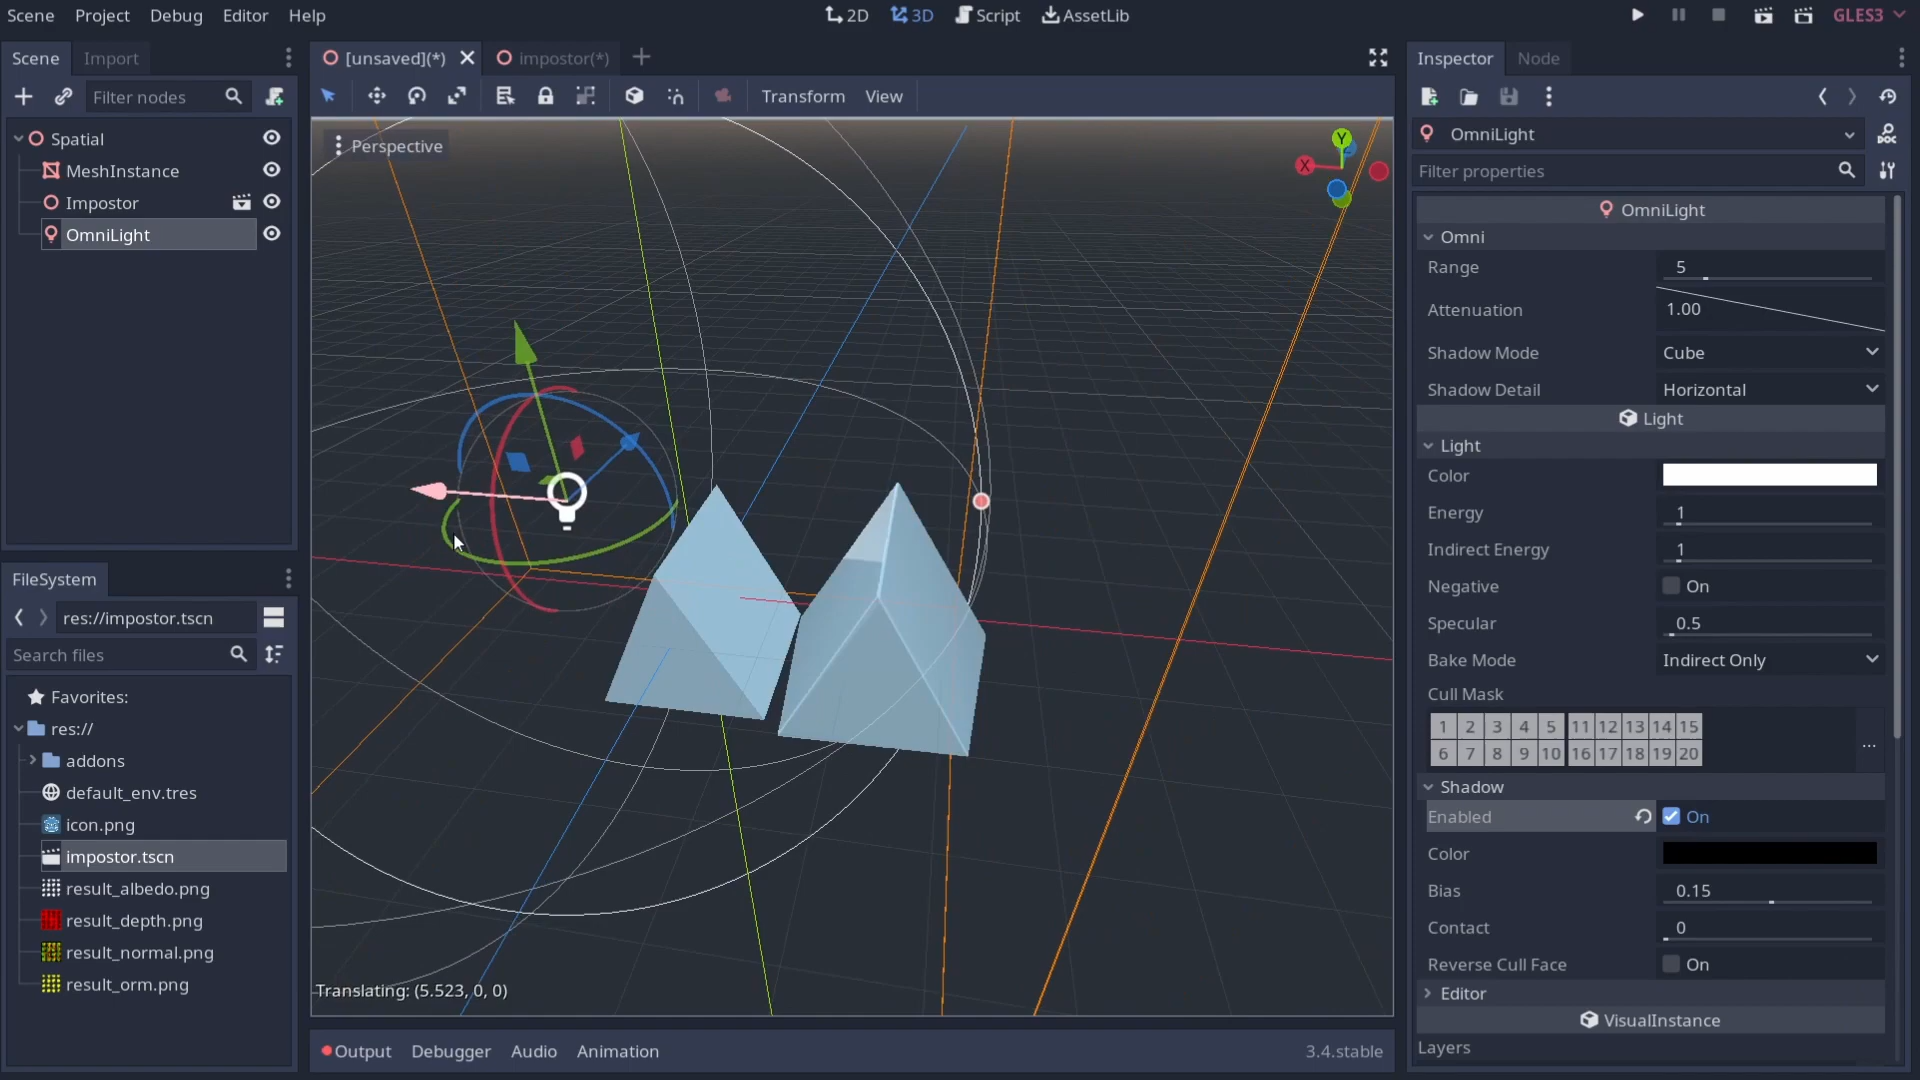 Scene Project Debug Editor Help
2D 3D Script AssetLib
GLES3
Scene Import
[unsaved](*) impostor(*)
Inspector Node
Filter nodes
Transform View
Spatial
MeshInstance
Impostor
OmniLight
Perspective
Y
X
Z
OmniLight
Filter properties
OmniLight
Omni
Range 5
Attenuation 1.00
Shadow Mode Cube
Shadow Detail Horizontal
Light
Light
Color
Energy 1
Indirect Energy 1
Negative On
Specular 0.5
Bake Mode Indirect Only
Cull Mask
1 2 3 4 5 11 12 13 14 15
6 7 8 9 10 16 17 18 19 20
...
Shadow
Enabled On
Color
Bias 0.15
Contact 0
Reverse Cull Face On
Editor
VisualInstance
Layers
FileSystem
res://impostor.tscn
Search files
Favorites:
res://
addons
default_env.tres
icon.png
impostor.tscn
result_albedo.png
result_depth.png
result_normal.png
result_orm.png
Translating: (5.523, 0, 0)
Output Debugger Audio Animation
3.4.stable